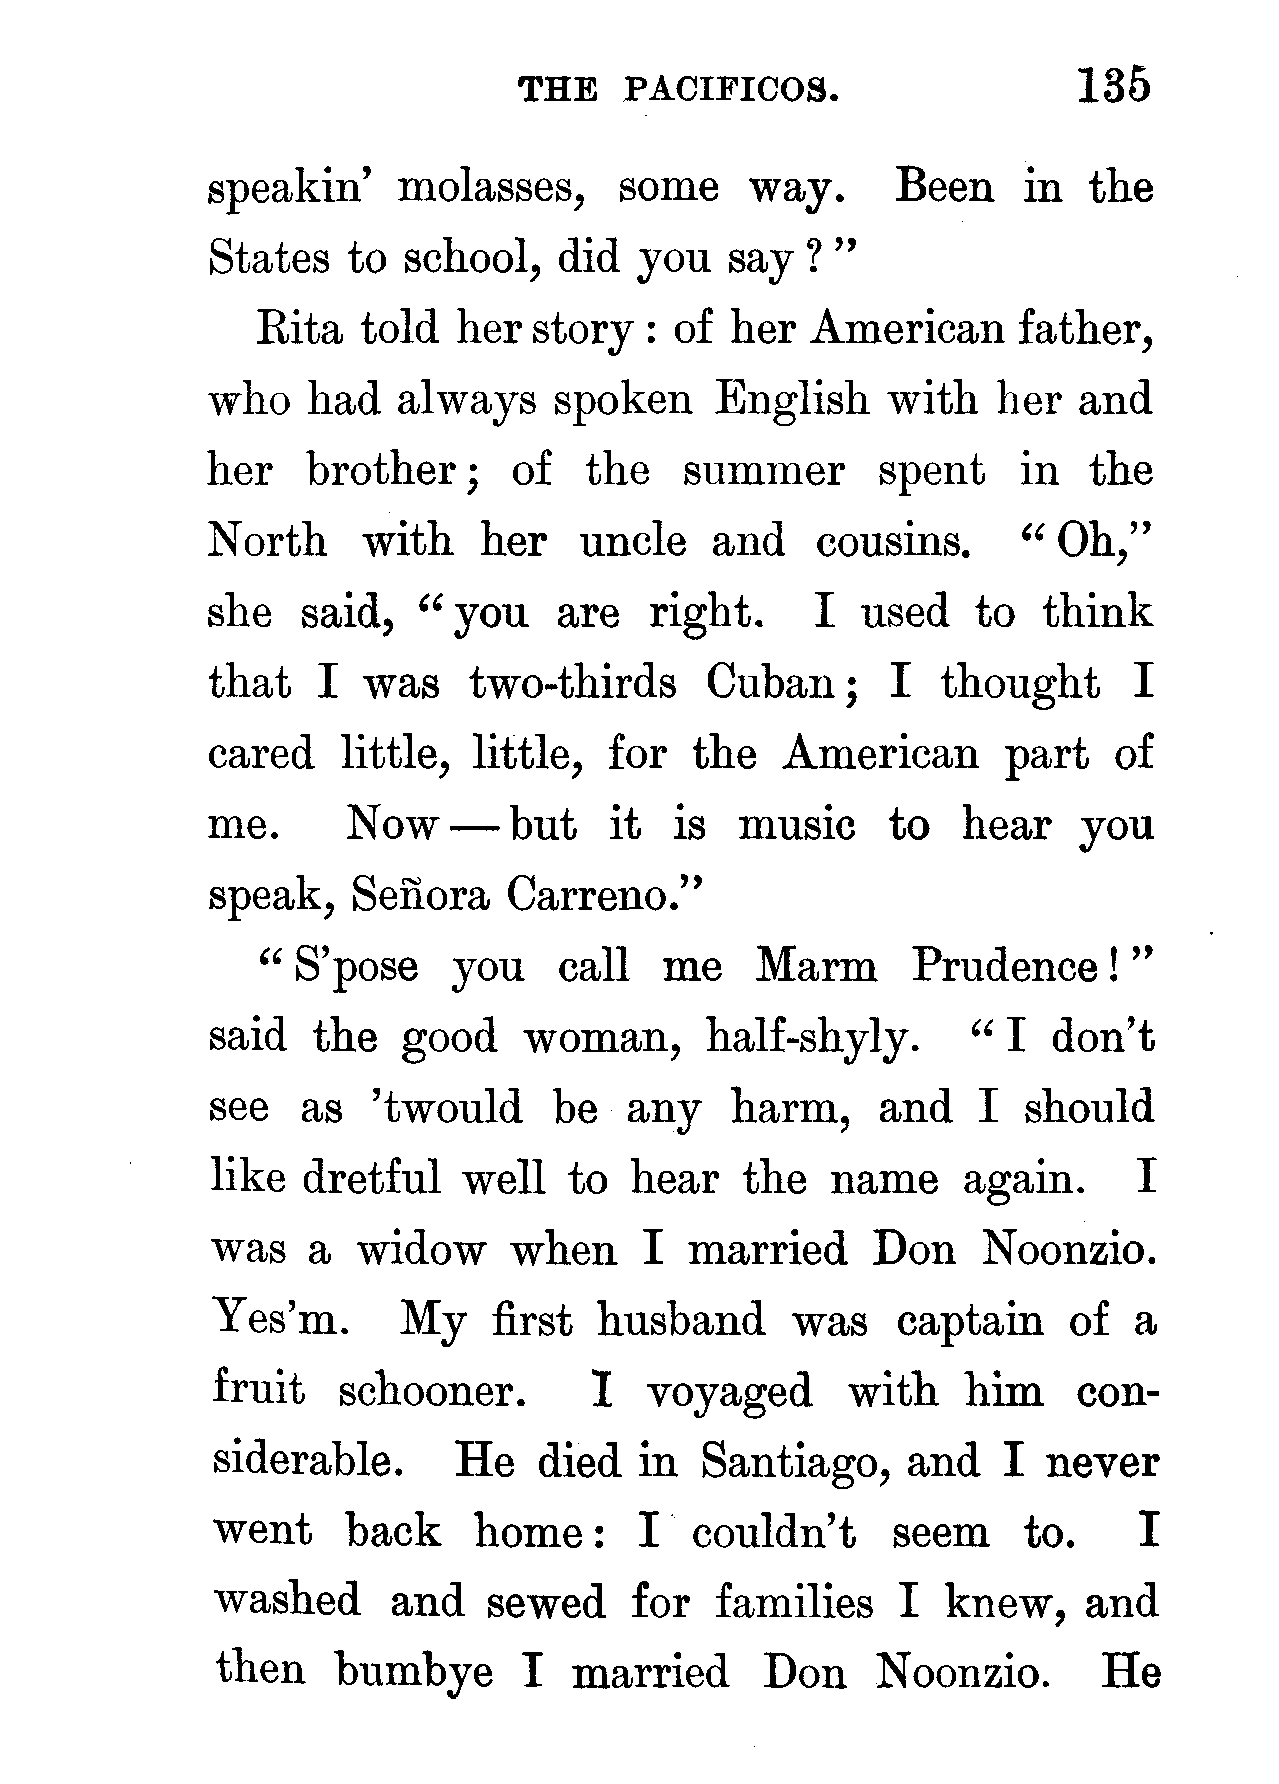 THE PACIFICOS. 135
speakin' molasses, some way. Been in the
States to school, did you say ? "
Rita told her story : of her American father,
who had always spoken English with her and
her brother ; of the summer spent in the
North with her uncle and cousins. " Oh,"
she said, " you are right. I used to think
that I was two-thirds Cuban ; I thought I
cared little, little, for the American part of
me. Now — but it is music to hear you
speak, Señora Carreno."
" S'pose you call me Marm Prudence ! "
said the good woman, half-shyly. " I don't
see as 'twould be any harm, and I should
like dretful well to hear the name again. I
was a widow when I married Don Noonzio.
Yes'm. My first husband was captain of a
fruit schooner. I voyaged with him con-
siderable. He died in Santiago, and I never
went back home : I couldn't seem to. I
washed and sewed for families I knew, and
then bumbye I married Don Noonzio. He